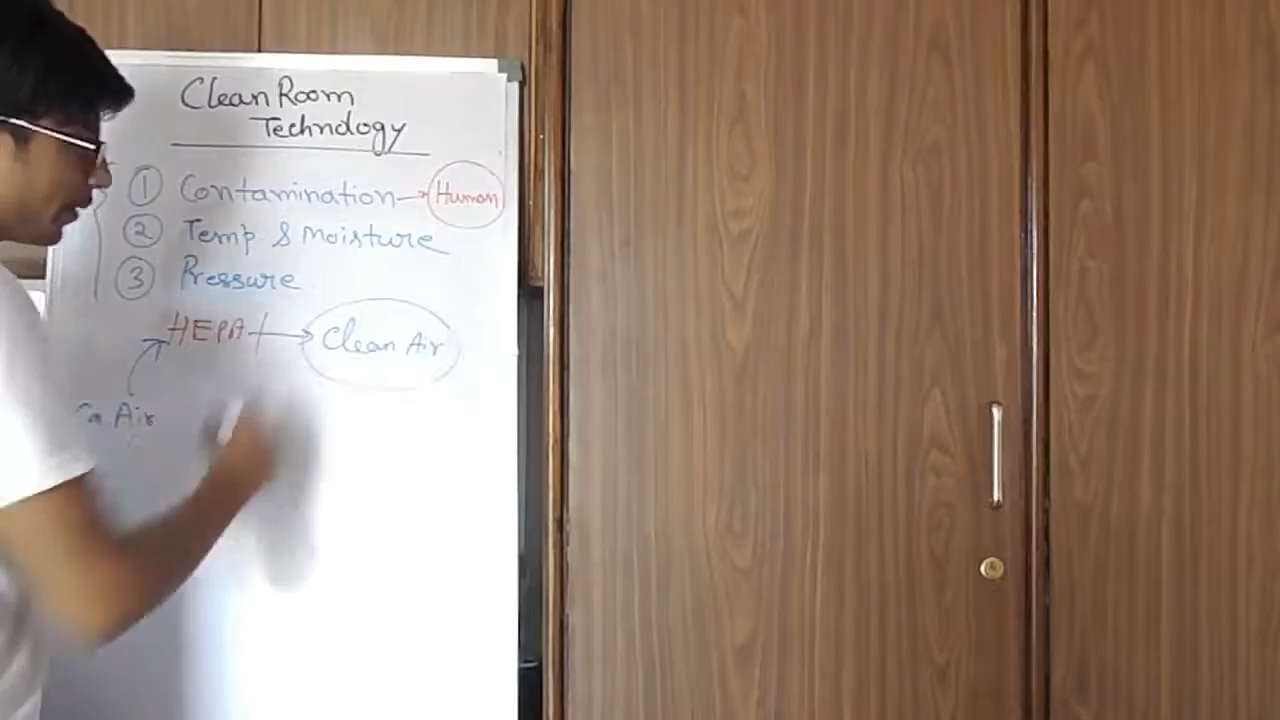 Clean Room
Technology
① Contamination → Human
② Temp & Moisture
③ Pressure
HEPA → Clean Air
Air